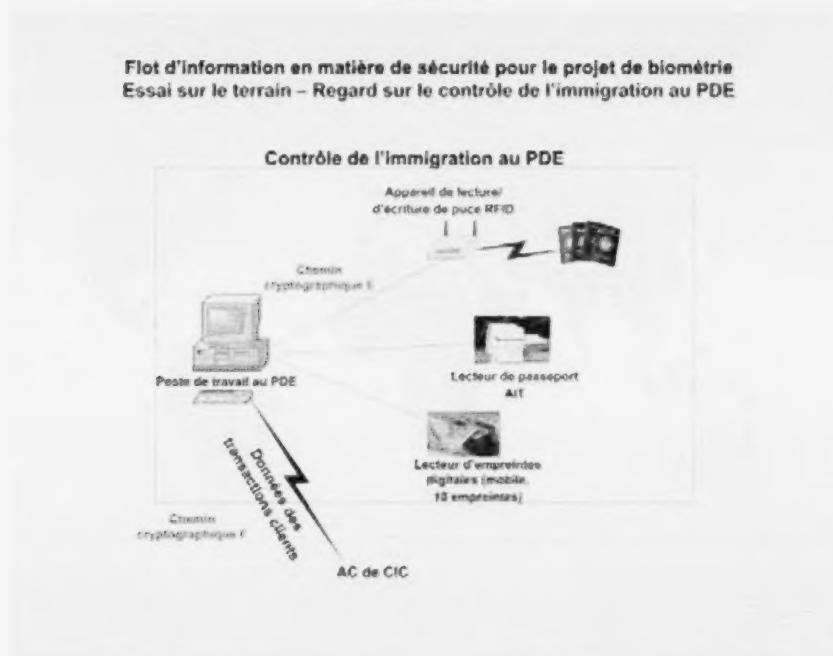 Flot d'information en matière de sécurité pour le projet de biométrie
Essai sur le terrain – Regard sur le contrôle de l'immigration au PDE
Contrôle de l'immigration au PDE
Appareil de lecture/
d'écriture de puce RFID
Chemin
cryptographique
Poste de travail au PDE
Lecteur de passeport
AIT
Lecteur d'empreintes
digitales (mobile,
10 empreintes)
Données des
transactions clients
Chemin
cryptographique
AC de CIC